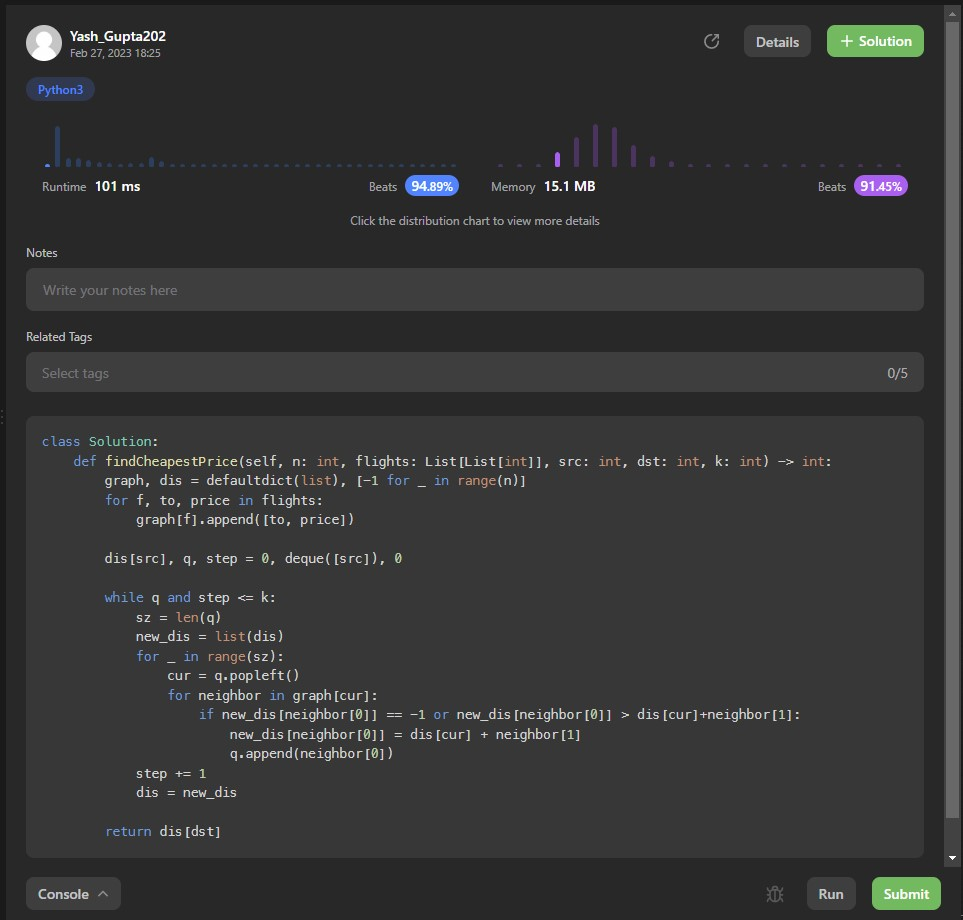 Yash_Gupta202
Feb 27, 2023 18:25
Details
+ Solution
Python3
Runtime 101 ms
Beats 94.89%
Memory 15.1 MB
Beats 91.45%
Click the distribution chart to view more details
Notes
Write your notes here
Related Tags
Select tags
0/5
class Solution:
    def findCheapestPrice(self, n: int, flights: List[List[int]], src: int, dst: int, k: int) -> int:
        graph, dis = defaultdict(list), [-1 for _ in range(n)]
        for f, to, price in flights:
            graph[f].append([to, price])

        dis[src], q, step = 0, deque([src]), 0

        while q and step <= k:
            sz = len(q)
            new_dis = list(dis)
            for _ in range(sz):
                cur = q.popleft()
                for neighbor in graph[cur]:
                    if new_dis[neighbor[0]] == -1 or new_dis[neighbor[0]] > dis[cur]+neighbor[1]:
                        new_dis[neighbor[0]] = dis[cur] + neighbor[1]
                        q.append(neighbor[0])
            step += 1
            dis = new_dis

        return dis[dst]
Console
Run
Submit